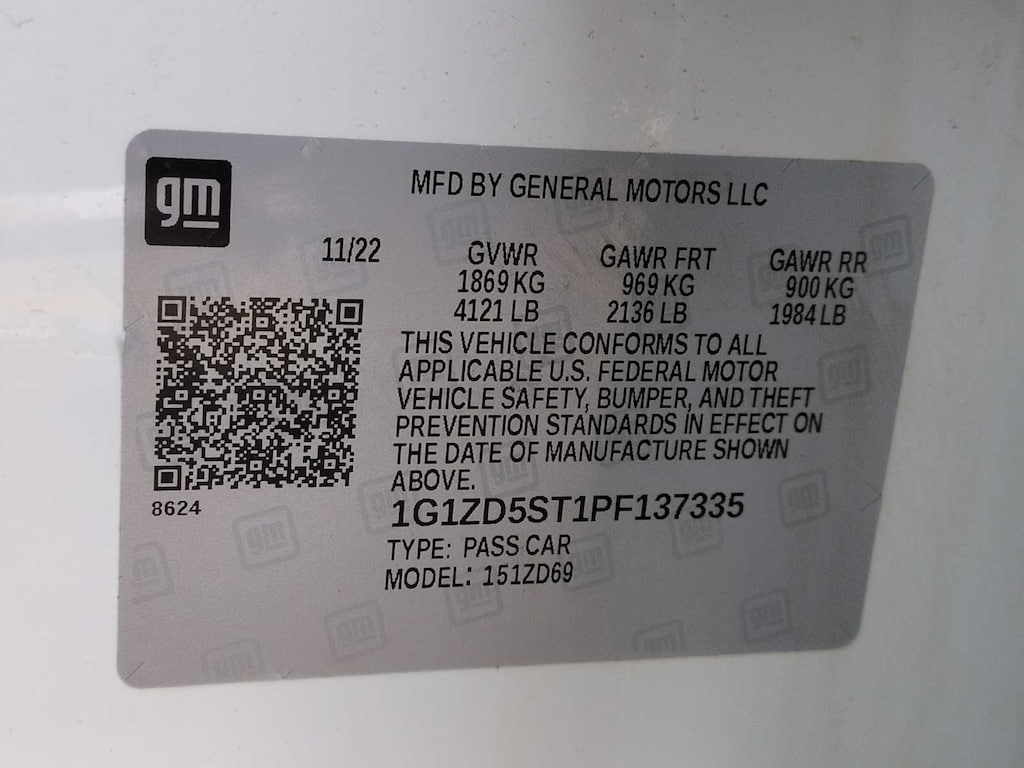 gm
MFD BY GENERAL MOTORS LLC
11/22 GVWR GAWR FRT GAWR RR
1869 KG 969 KG 900 KG
4121 LB 2136 LB 1984 LB
THIS VEHICLE CONFORMS TO ALL
APPLICABLE U.S. FEDERAL MOTOR
VEHICLE SAFETY, BUMPER, AND THEFT
PREVENTION STANDARDS IN EFFECT ON
THE DATE OF MANUFACTURE SHOWN
ABOVE.
8624
1G1ZD5ST1PF137335
TYPE: PASS CAR
MODEL: 151ZD69